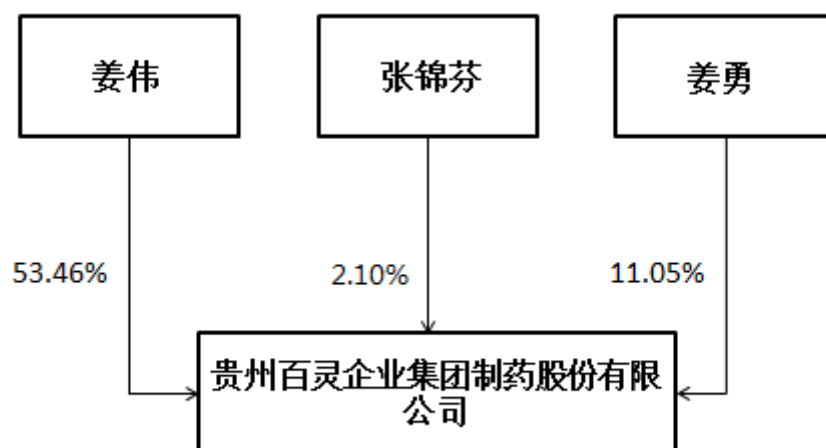 姜伟
张锦芬
姜勇
53.46%
2.10%
11.05%
贵州百灵企业集团制药股份有限
公司